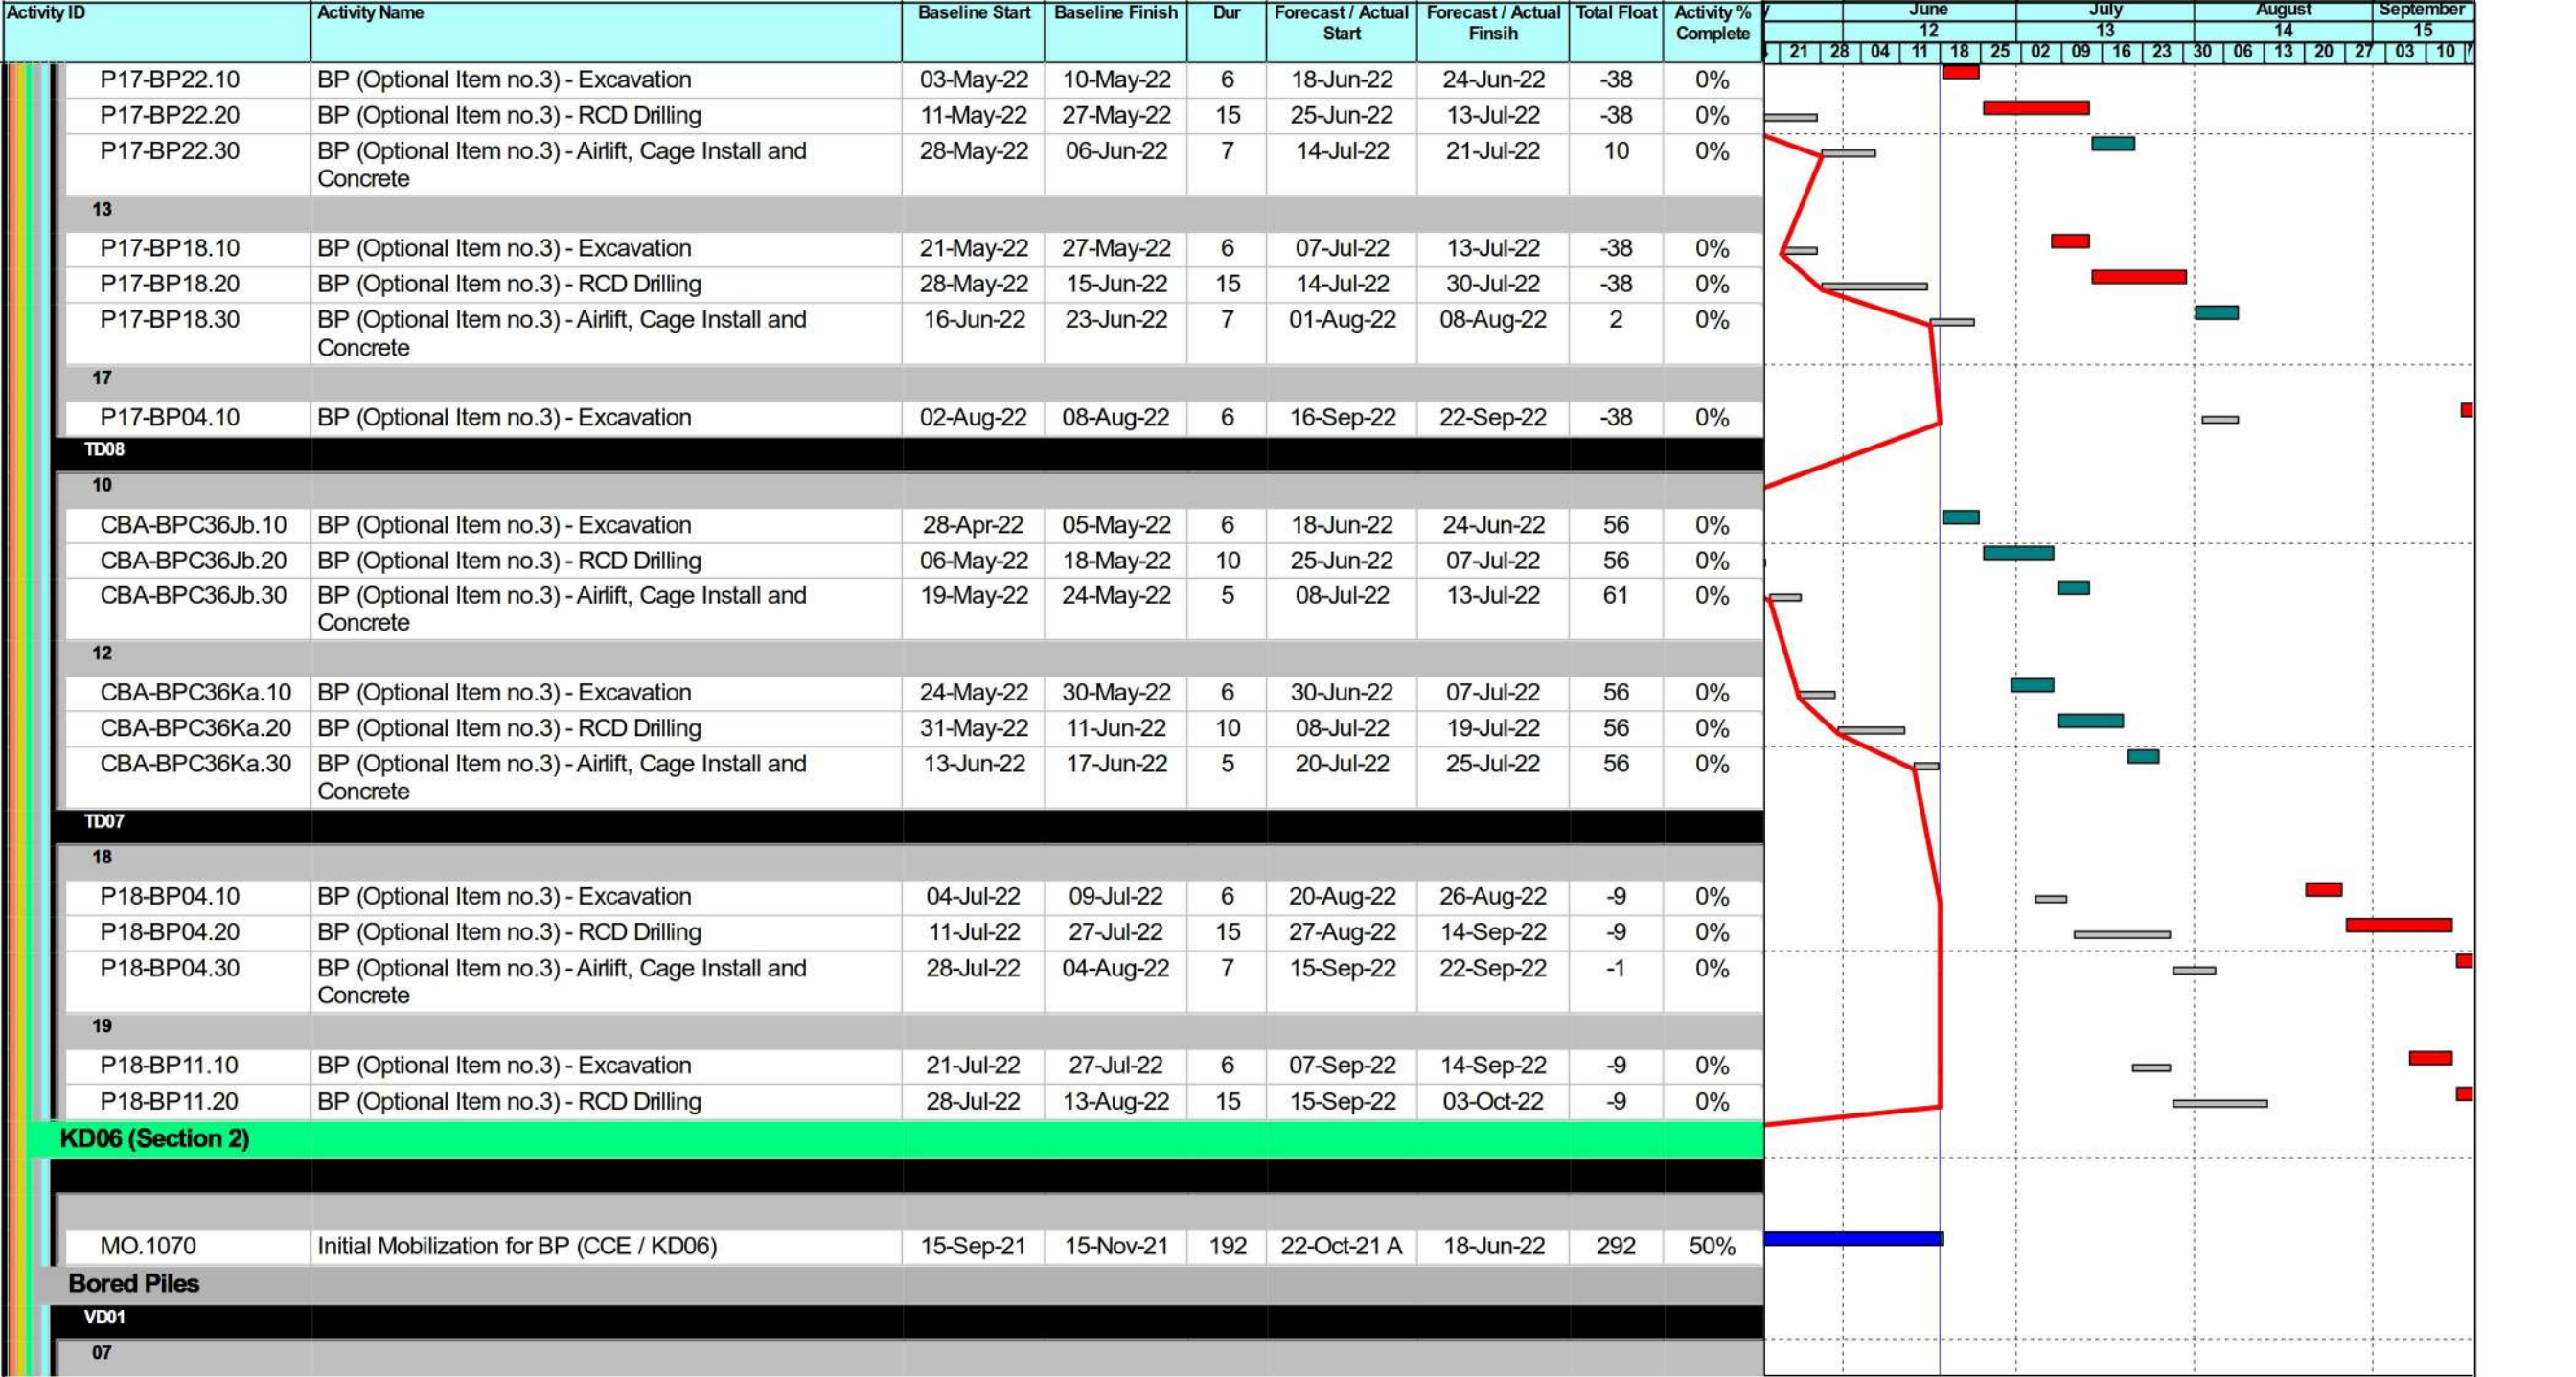 Activity ID Activity Name Baseline Start Baseline Finish Dur Forecast / Actual Start Forecast / Actual Finsih Total Float Activity % Complete
June July August September
12 13 14 15
21 28 04 11 18 25 02 09 16 23 30 06 13 20 27 03 10
P17-BP22.10 BP (Optional Item no.3) - Excavation 03-May-22 10-May-22 6 18-Jun-22 24-Jun-22 -38 0%
P17-BP22.20 BP (Optional Item no.3) - RCD Drilling 11-May-22 27-May-22 15 25-Jun-22 13-Jul-22 -38 0%
P17-BP22.30 BP (Optional Item no.3) - Airlift, Cage Install and 28-May-22 06-Jun-22 7 14-Jul-22 21-Jul-22 10 0%
Concrete
13
P17-BP18.10 BP (Optional Item no.3) - Excavation 21-May-22 27-May-22 6 07-Jul-22 13-Jul-22 -38 0%
P17-BP18.20 BP (Optional Item no.3) - RCD Drilling 28-May-22 15-Jun-22 15 14-Jul-22 30-Jul-22 -38 0%
P17-BP18.30 BP (Optional Item no.3) - Airlift, Cage Install and 16-Jun-22 23-Jun-22 7 01-Aug-22 08-Aug-22 2 0%
Concrete
17
P17-BP04.10 BP (Optional Item no.3) - Excavation 02-Aug-22 08-Aug-22 6 16-Sep-22 22-Sep-22 -38 0%
TD08
10
CBA-BPC36Jb.10 BP (Optional Item no.3) - Excavation 28-Apr-22 05-May-22 6 18-Jun-22 24-Jun-22 56 0%
CBA-BPC36Jb.20 BP (Optional Item no.3) - RCD Drilling 06-May-22 18-May-22 10 25-Jun-22 07-Jul-22 56 0%
CBA-BPC36Jb.30 BP (Optional Item no.3) - Airlift, Cage Install and 19-May-22 24-May-22 5 08-Jul-22 13-Jul-22 61 0%
Concrete
12
CBA-BPC36Ka.10 BP (Optional Item no.3) - Excavation 24-May-22 30-May-22 6 30-Jun-22 07-Jul-22 56 0%
CBA-BPC36Ka.20 BP (Optional Item no.3) - RCD Drilling 31-May-22 11-Jun-22 10 08-Jul-22 19-Jul-22 56 0%
CBA-BPC36Ka.30 BP (Optional Item no.3) - Airlift, Cage Install and 13-Jun-22 17-Jun-22 5 20-Jul-22 25-Jul-22 56 0%
Concrete
TD07
18
P18-BP04.10 BP (Optional Item no.3) - Excavation 04-Jul-22 09-Jul-22 6 20-Aug-22 26-Aug-22 -9 0%
P18-BP04.20 BP (Optional Item no.3) - RCD Drilling 11-Jul-22 27-Jul-22 15 27-Aug-22 14-Sep-22 -9 0%
P18-BP04.30 BP (Optional Item no.3) - Airlift, Cage Install and 28-Jul-22 04-Aug-22 7 15-Sep-22 22-Sep-22 -1 0%
Concrete
19
P18-BP11.10 BP (Optional Item no.3) - Excavation 21-Jul-22 27-Jul-22 6 07-Sep-22 14-Sep-22 -9 0%
P18-BP11.20 BP (Optional Item no.3) - RCD Drilling 28-Jul-22 13-Aug-22 15 15-Sep-22 03-Oct-22 -9 0%
KD06 (Section 2)
MO.1070 Initial Mobilization for BP (CCE / KD06) 15-Sep-21 15-Nov-21 192 22-Oct-21 A 18-Jun-22 292 50%
Bored Piles
VD01
07